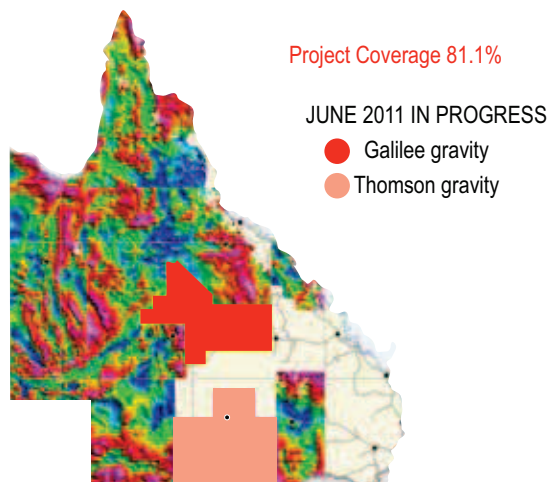 Project Coverage 81.1%
JUNE 2011 IN PROGRESS
Galilee gravity
Thomson gravity